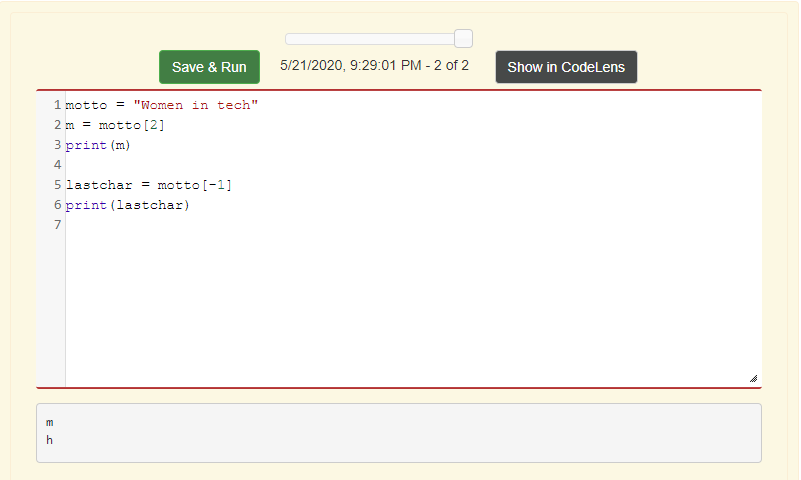 Save & Run 5/21/2020, 9:29:01 PM - 2 of 2 Show in CodeLens
1 motto = "Women in tech"
2 m = motto[2]
3 print(m)
4
5 lastchar = motto[-1]
6 print(lastchar)
7
m
h